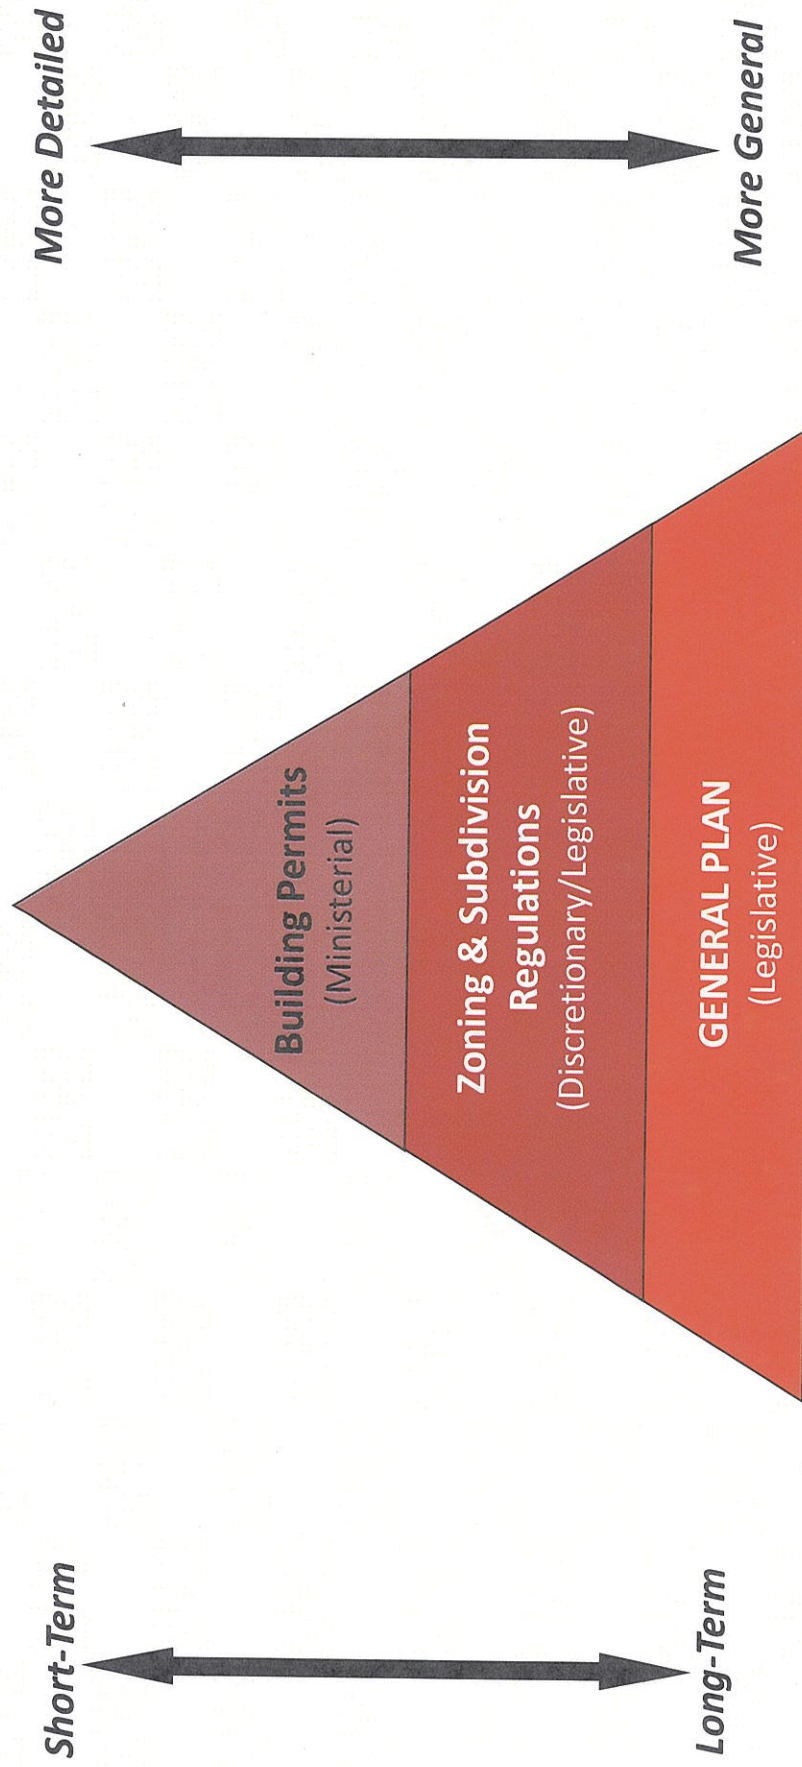 Short-Term
More Detailed
Building Permits
(Ministerial)
Zoning & Subdivision
Regulations
(Discretionary/Legislative)
GENERAL PLAN
(Legislative)
Long-Term
More General